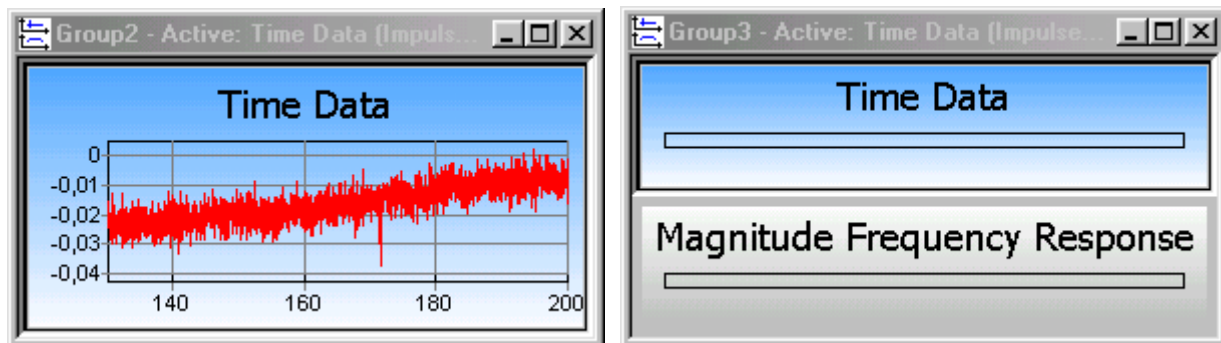 Group2 - Active: Time Data (Impuls...
Time Data
0
-0,01
-0,02
-0,03
-0,04
140 160 180 200
Group3 - Active: Time Data (Impulse...
Time Data
Magnitude Frequency Response